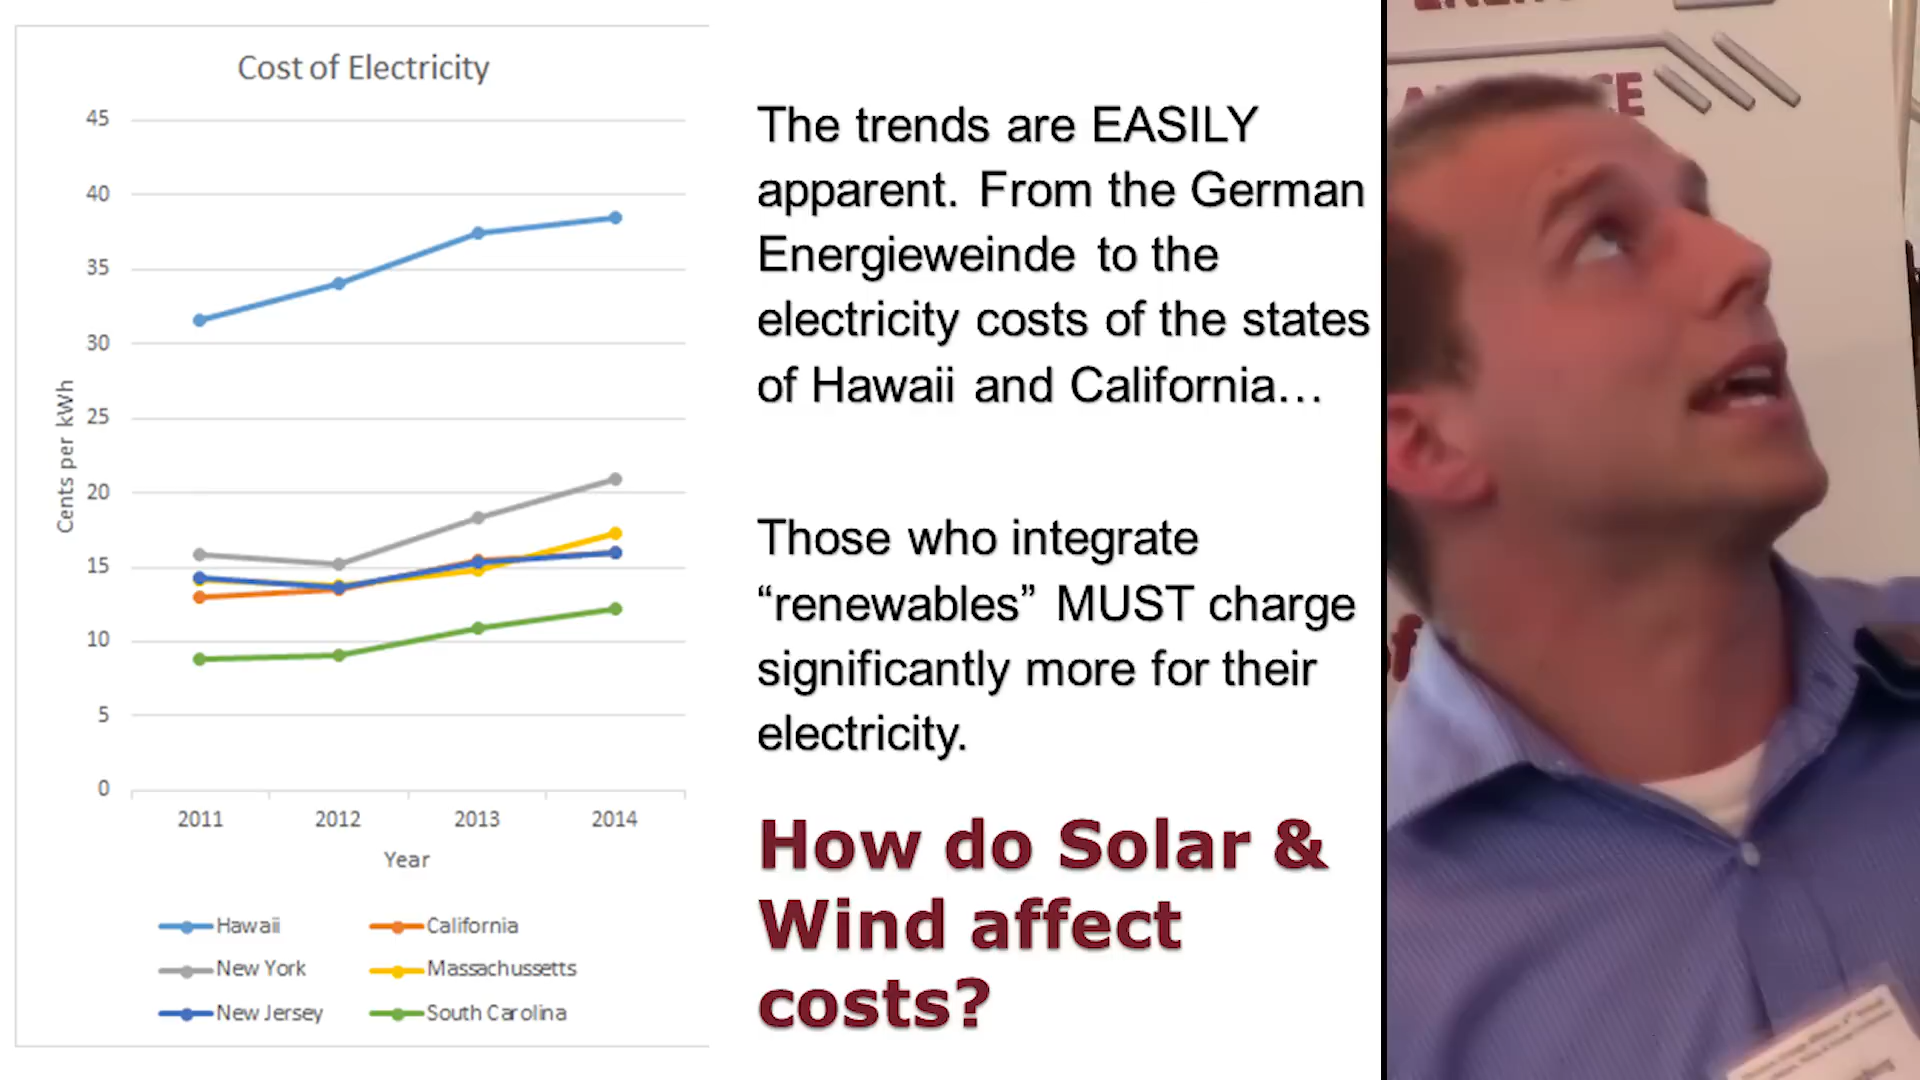 Cost of Electricity
45
40
35
30
25
20
15
10
5
0
Cents per kWh
2011 2012 2013 2014
Year
Hawaii California
New York Massachussetts
New Jersey South Carolina
The trends are EASILY
apparent. From the German
Energieweinde to the
electricity costs of the states
of Hawaii and California…
Those who integrate
“renewables” MUST charge
significantly more for their
electricity.
How do Solar &
Wind affect
costs?